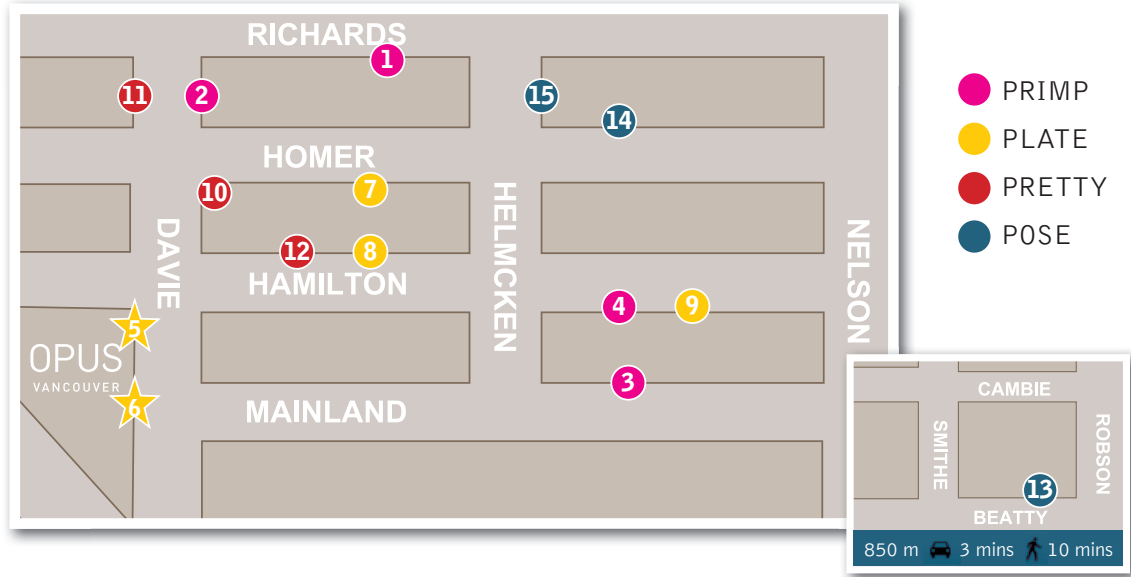 RICHARDS
1
11
2
15
14
HOMER
10
7
12
8
HAMILTON
DAVIE
HELMCKEN
NELSON
4
9
5
OPUS
VANCOUVER
6
3
MAINLAND
PRIMP
PLATE
PRETTY
POSE
CAMBIE
SMITHE
ROBSON
13
BEATTY
850 m 3 mins 10 mins